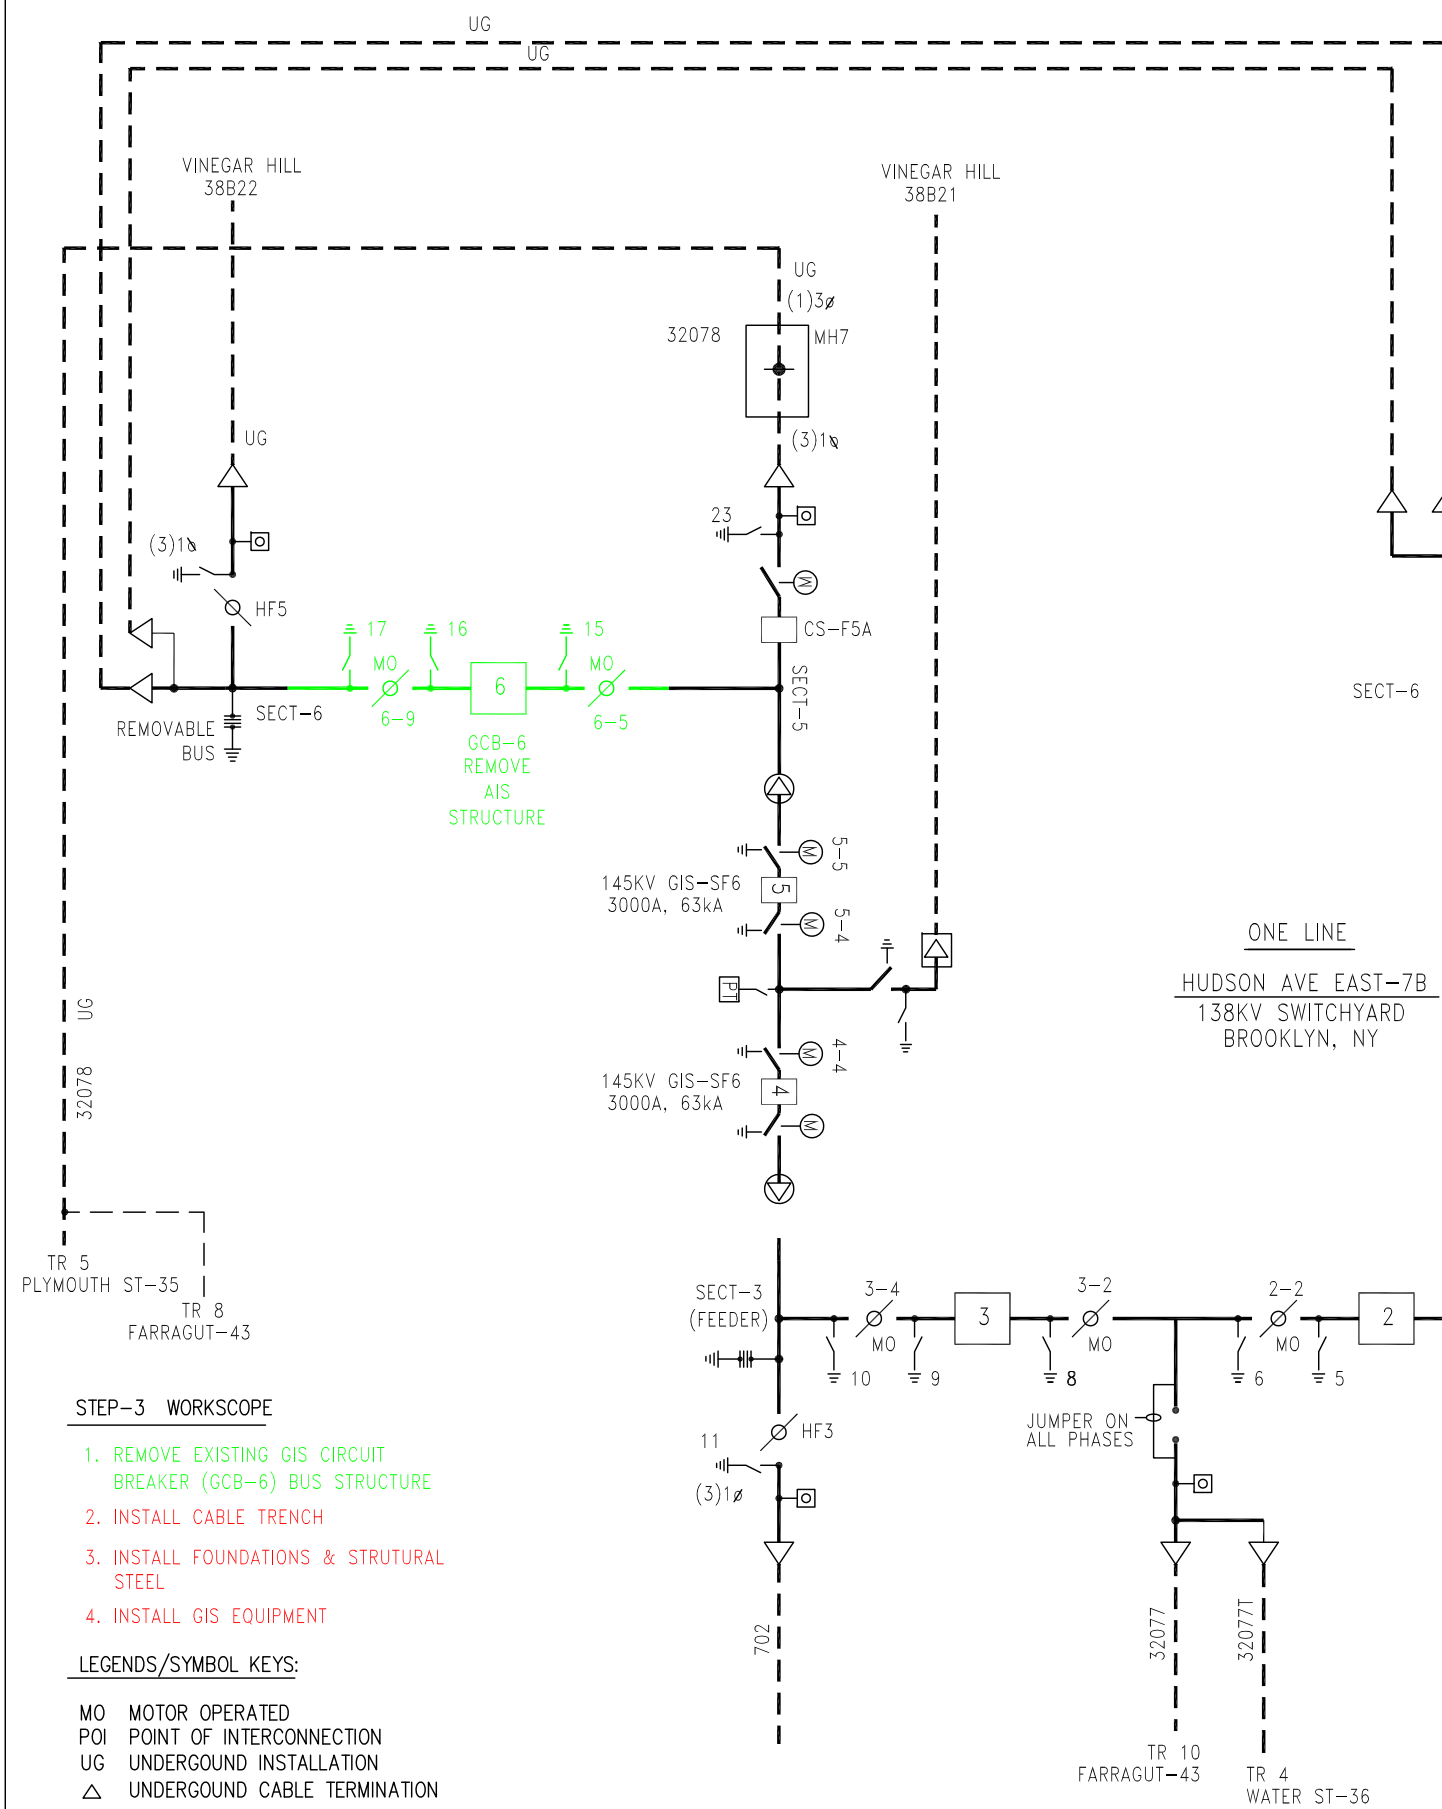 UG
UG
VINEGAR HILL
38B22
VINEGAR HILL
38B21
UG
(1)3ø
32078
MH7
(3)1ø
UG
23
(3)1ø
HF5
M
CS-F5A
17
16
15
MO
MO
6
6-9
6-5
SECT-6
SECT-5
SECT-6
REMOVABLE
BUS
GCB-6
REMOVE
AIS
STRUCTURE
5-5
M
145KV GIS-SF6
3000A, 63kA
5
5-4
M
ONE LINE
HUDSON AVE EAST-7B
138KV SWITCHYARD
BROOKLYN, NY
PT
UG
32078
4-4
M
145KV GIS-SF6
3000A, 63kA
4
M
TR 5
PLYMOUTH ST-35
TR 8
FARRAGUT-43
SECT-3
(FEEDER)
3-4
3-2
2-2
3
2
MO
MO
MO
10
9
8
6
5
JUMPER ON
ALL PHASES
HF3
11
(3)1ø
702
32077
32077T
TR 10
FARRAGUT-43
TR 4
WATER ST-36
STEP-3 WORKSCOPE
1. REMOVE EXISTING GIS CIRCUIT
BREAKER (GCB-6) BUS STRUCTURE
2. INSTALL CABLE TRENCH
3. INSTALL FOUNDATIONS & STRUTURAL
STEEL
4. INSTALL GIS EQUIPMENT
LEGENDS/SYMBOL KEYS:
MO MOTOR OPERATED
POI POINT OF INTERCONNECTION
UG UNDERGOUND INSTALLATION
△ UNDERGOUND CABLE TERMINATION